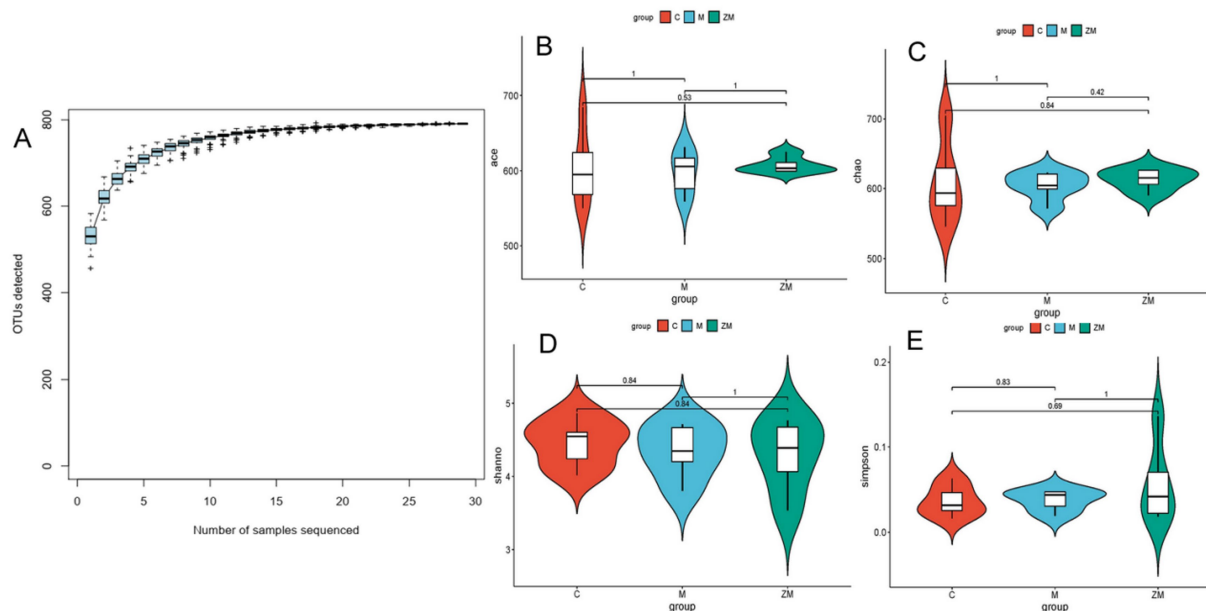 A
OTUs detected
800
600
400
200
0
0 5 10 15 20 25 30
Number of samples sequenced
B
group C M ZM
ace
700
600
500
1
1
0.53
C M ZM
group
C
group C M ZM
chao
700
600
500
1
0.42
0.84
C M ZM
group
D
group C M ZM
shanno
5
4
3
0.84
1
0.84
C M ZM
group
E
group C M ZM
simpson
0.2
0.1
0.0
0.83
1
0.69
C M ZM
group